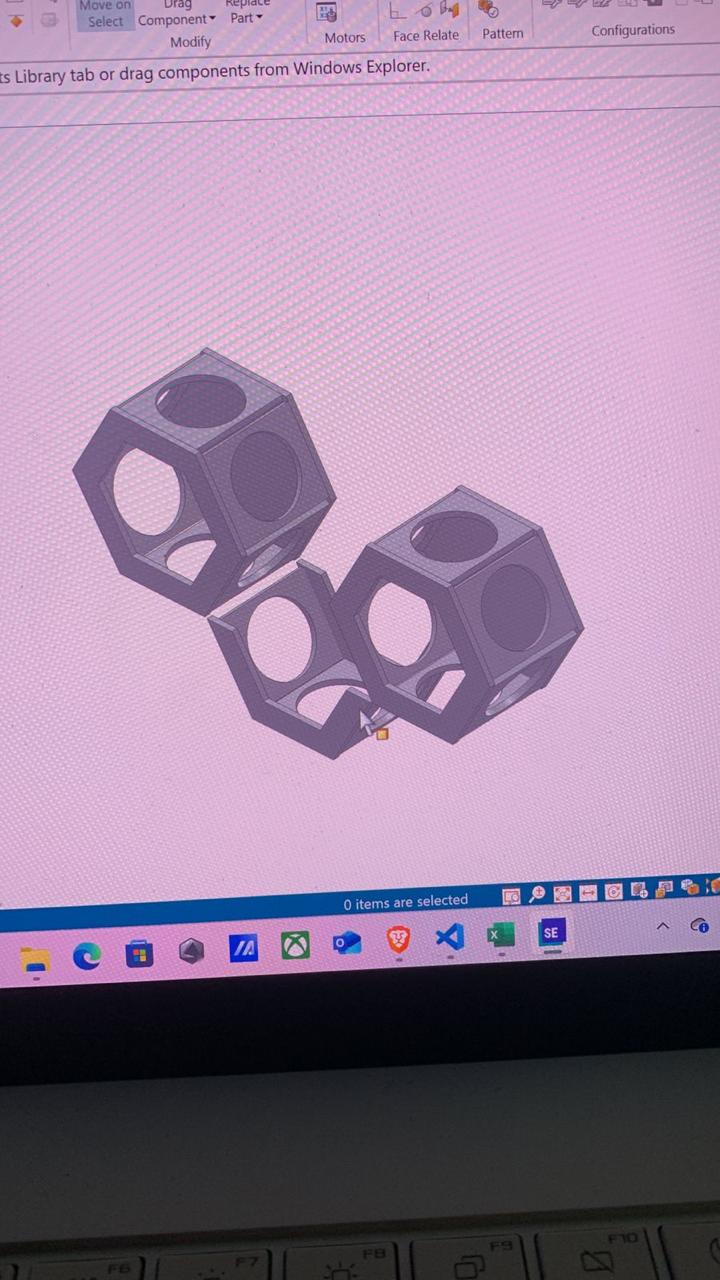 Move on
Select
Drag
Component
Replace
Part
Modify
Motors
Face Relate
Pattern
Configurations
ts Library tab or drag components from Windows Explorer.
0 items are selected
SE
F6
F7
F8
F9
F10